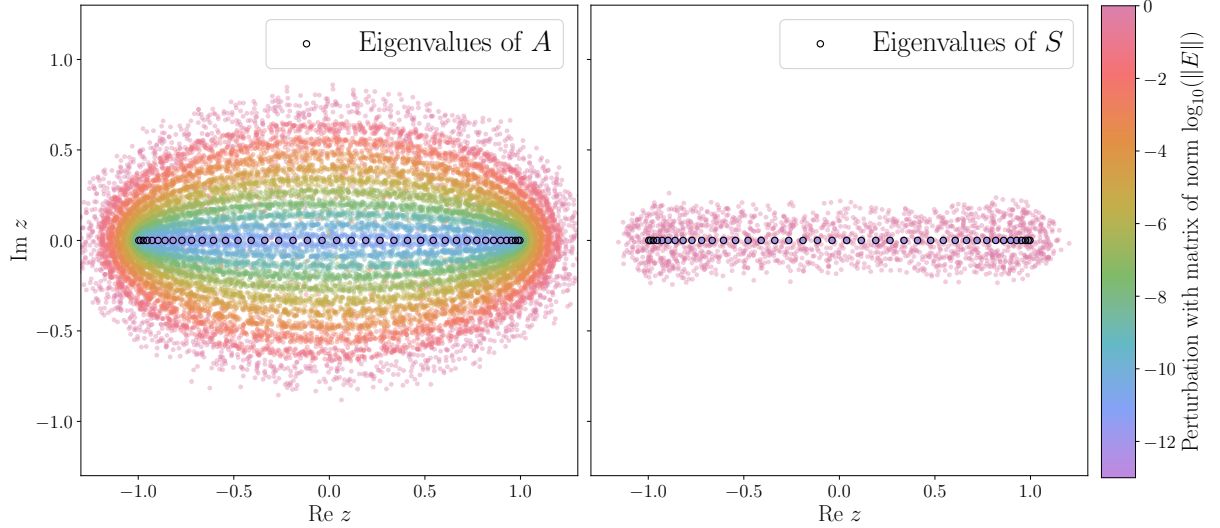 Eigenvalues of A
Eigenvalues of S
1.0
0.5
0.0
−0.5
−1.0
Im z
−1.0 −0.5 0.0 0.5 1.0
Re z
−1.0 −0.5 0.0 0.5 1.0
Re z
0
−2
−4
−6
−8
−10
−12
Perturbation with matrix of norm log₁₀(||E||)